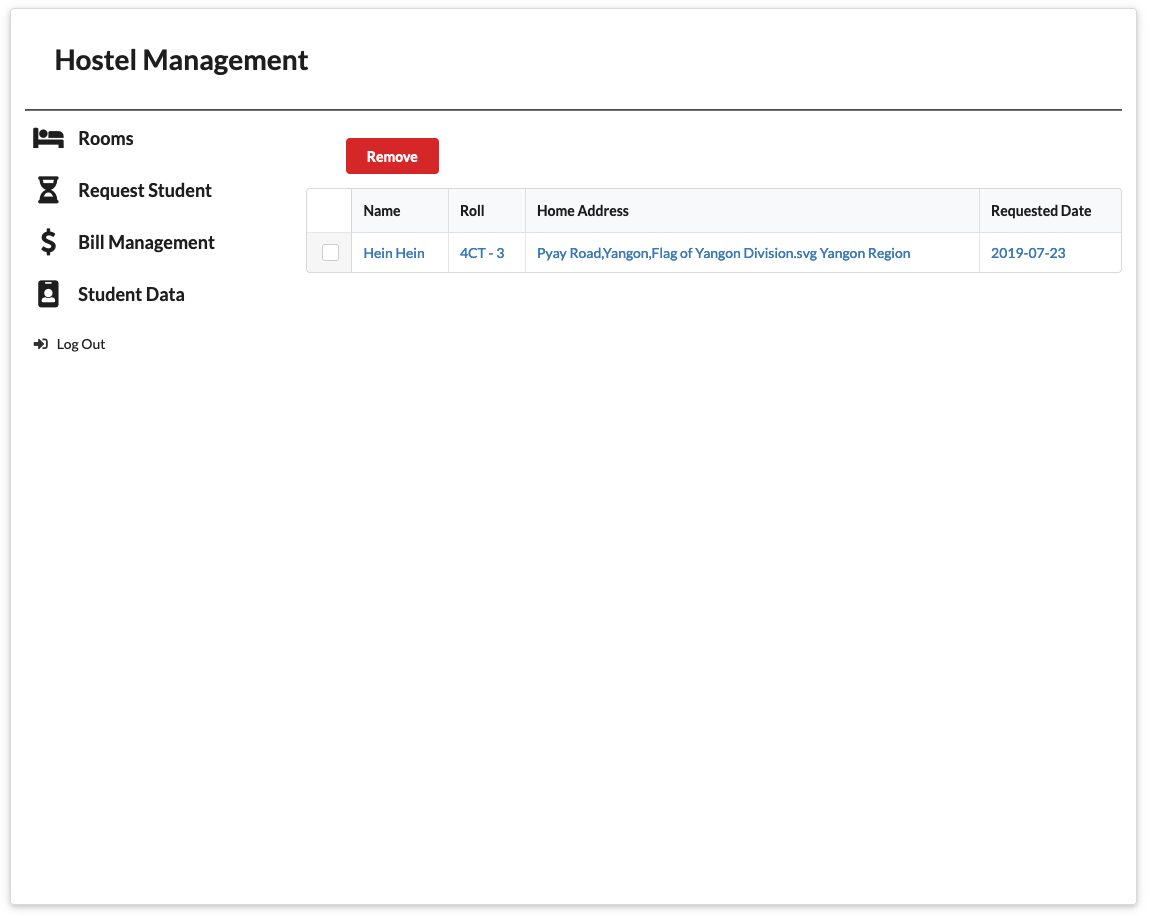 Hostel Management
Rooms
Request Student
Bill Management
Student Data
Log Out
Remove
Name Roll Home Address Requested Date
Hein Hein 4CT - 3 Pyay Road,Yangon,Flag of Yangon Division.svg Yangon Region 2019-07-23